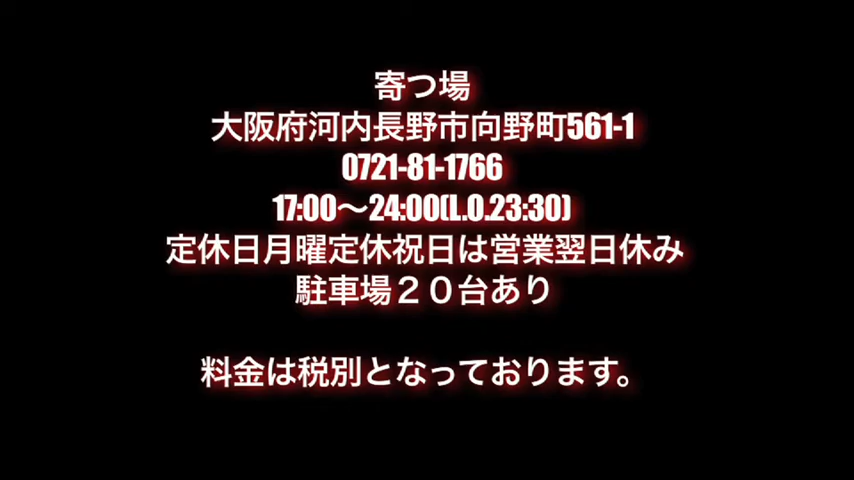 寄つ場
大阪府河内長野市向野町561-1
0721-81-1766
17:00～24:00(L.O.23:30)
定休日月曜定休祝日は営業翌日休み
駐車場２０台あり
料金は税別となっております。